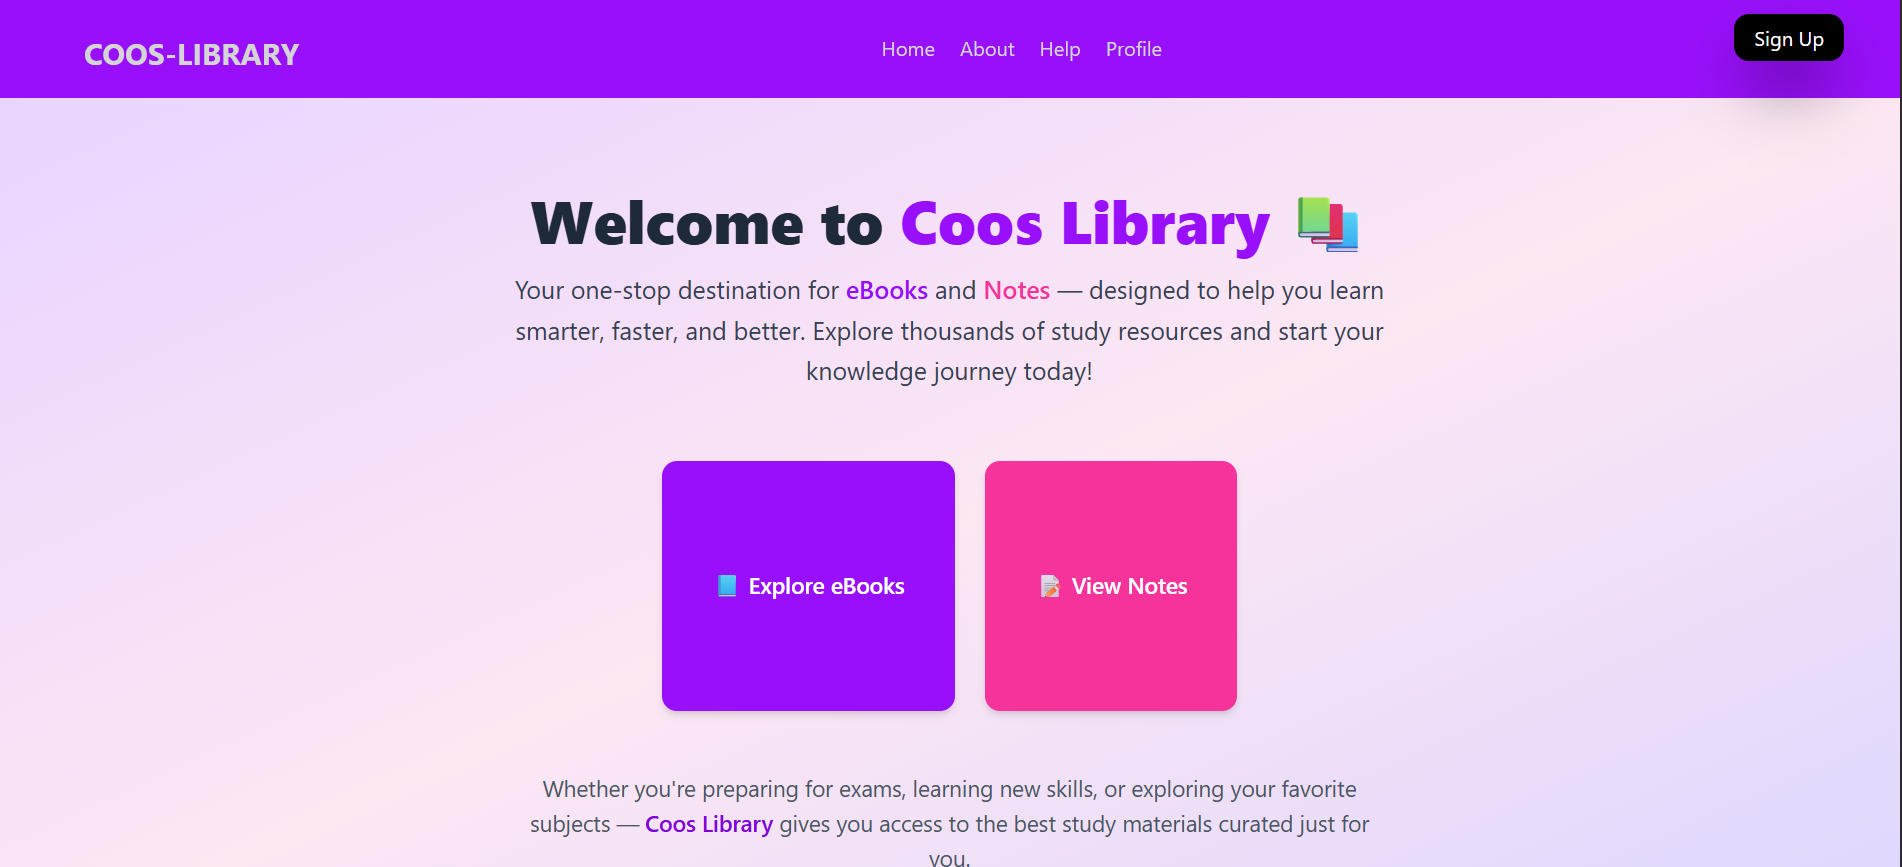 COOS-LIBRARY
Home About Help Profile
Sign Up
Welcome to Coos Library
Your one-stop destination for eBooks and Notes — designed to help you learn
smarter, faster, and better. Explore thousands of study resources and start your
knowledge journey today!
Explore eBooks
View Notes
Whether you're preparing for exams, learning new skills, or exploring your favorite
subjects — Coos Library gives you access to the best study materials curated just for
you.